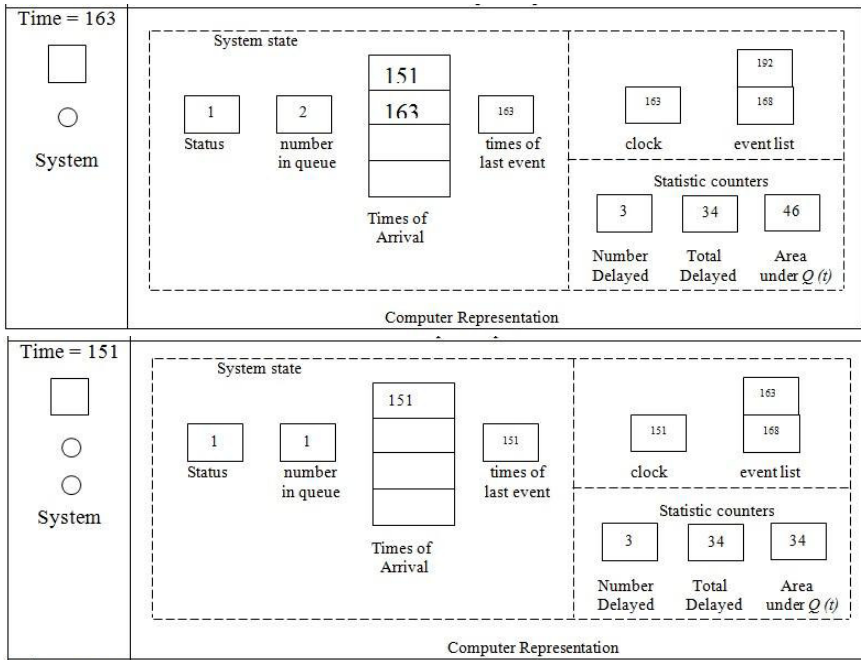 Time = 163
System
System state
1
Status
2
number
in queue
151
163
Times of
Arrival
163
times of
last event
163
clock
192
168
event list
Statistic counters
3
Number
Delayed
34
Total
Delayed
46
Area
under Q (t)
Computer Representation
Time = 151
System
System state
1
Status
1
number
in queue
151
Times of
Arrival
151
times of
last event
151
clock
163
168
event list
Statistic counters
3
Number
Delayed
34
Total
Delayed
34
Area
under Q (t)
Computer Representation